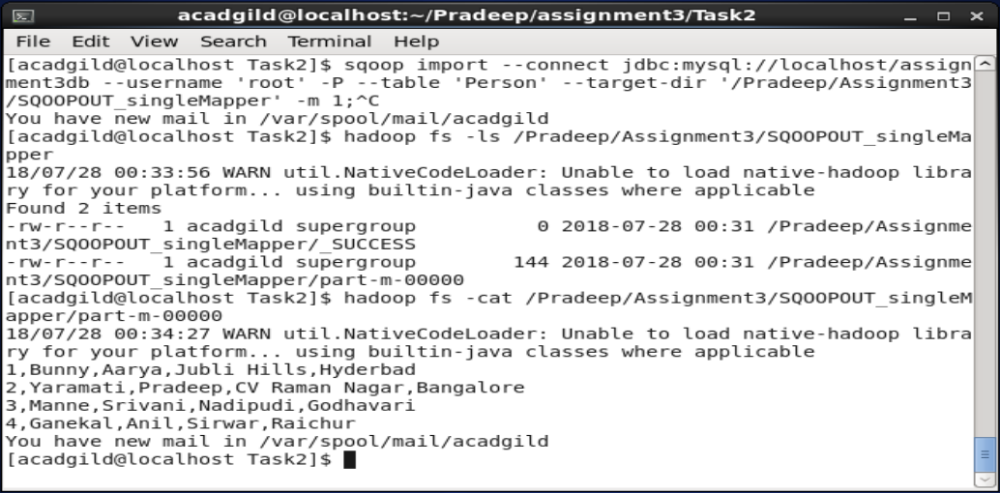 acadgild@localhost:~/Pradeep/assignment3/Task2
File Edit View Search Terminal Help
[acadgild@localhost Task2]$ sqoop import --connect jdbc:mysql://localhost/assign
ment3db --username 'root' -P --table 'Person' --target-dir '/Pradeep/Assignment3
/SQOOPOUT_singleMapper' -m 1;^C
You have new mail in /var/spool/mail/acadgild
[acadgild@localhost Task2]$ hadoop fs -ls /Pradeep/Assignment3/SQOOPOUT_singleMa
pper
18/07/28 00:33:56 WARN util.NativeCodeLoader: Unable to load native-hadoop libra
ry for your platform... using builtin-java classes where applicable
Found 2 items
-rw-r--r--   1 acadgild supergroup          0 2018-07-28 00:31 /Pradeep/Assignme
nt3/SQOOPOUT_singleMapper/_SUCCESS
-rw-r--r--   1 acadgild supergroup        144 2018-07-28 00:31 /Pradeep/Assignme
nt3/SQOOPOUT_singleMapper/part-m-00000
[acadgild@localhost Task2]$ hadoop fs -cat /Pradeep/Assignment3/SQOOPOUT_singleM
apper/part-m-00000
18/07/28 00:34:27 WARN util.NativeCodeLoader: Unable to load native-hadoop libra
ry for your platform... using builtin-java classes where applicable
1,Bunny,Aarya,Jubli Hills,Hyderbad
2,Yaramati,Pradeep,CV Raman Nagar,Bangalore
3,Manne,Srivani,Nadipudi,Godhavari
4,Ganekal,Anil,Sirwar,Raichur
You have new mail in /var/spool/mail/acadgild
[acadgild@localhost Task2]$